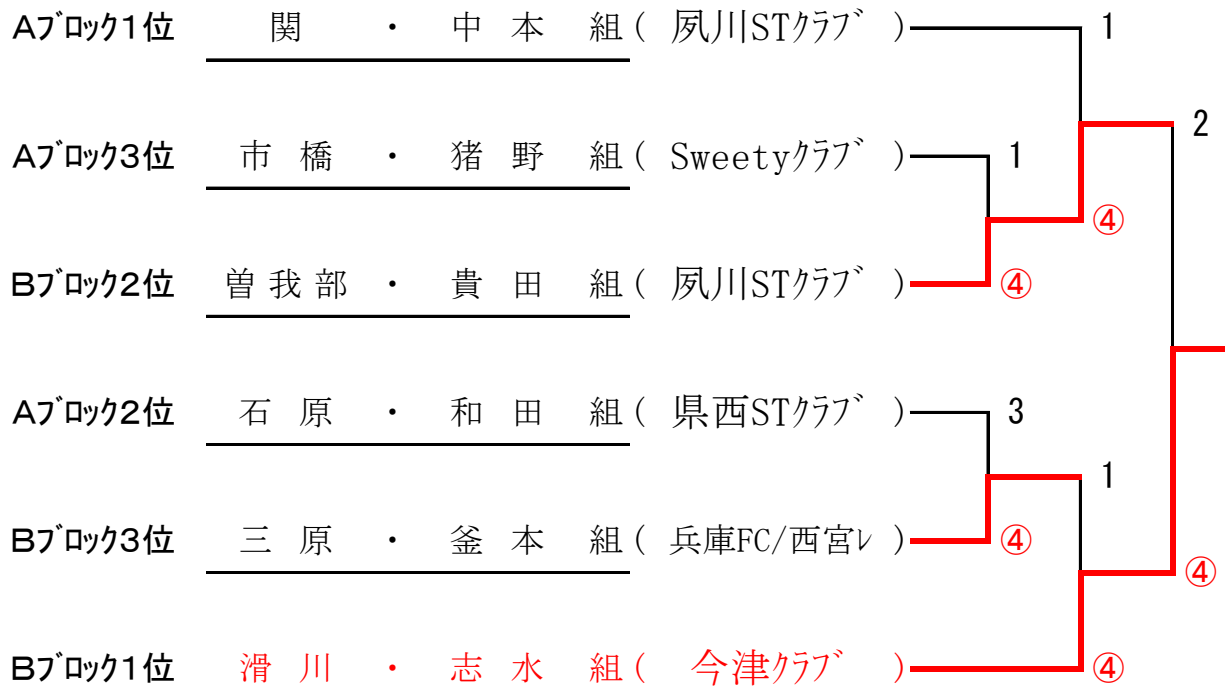 Aﾌﾞﾛｯｸ1位 関 ・ 中本 組( 夙川STｸﾗﾌﾞ ) 1
2
Aﾌﾞﾛｯｸ3位 市橋 ・ 猪野 組( Sweetyｸﾗﾌﾞ ) 1
④
Bﾌﾞﾛｯｸ2位 曽我部 ・ 貴田 組( 夙川STｸﾗﾌﾞ ) ④
Aﾌﾞﾛｯｸ2位 石原 ・ 和田 組( 県西STｸﾗﾌﾞ ) 3
1
Bﾌﾞﾛｯｸ3位 三原 ・ 釜本 組( 兵庫FC/西宮ﾚ ) ④
④
Bﾌﾞﾛｯｸ1位 滑川 ・ 志水 組( 今津ｸﾗﾌﾞ ) ④